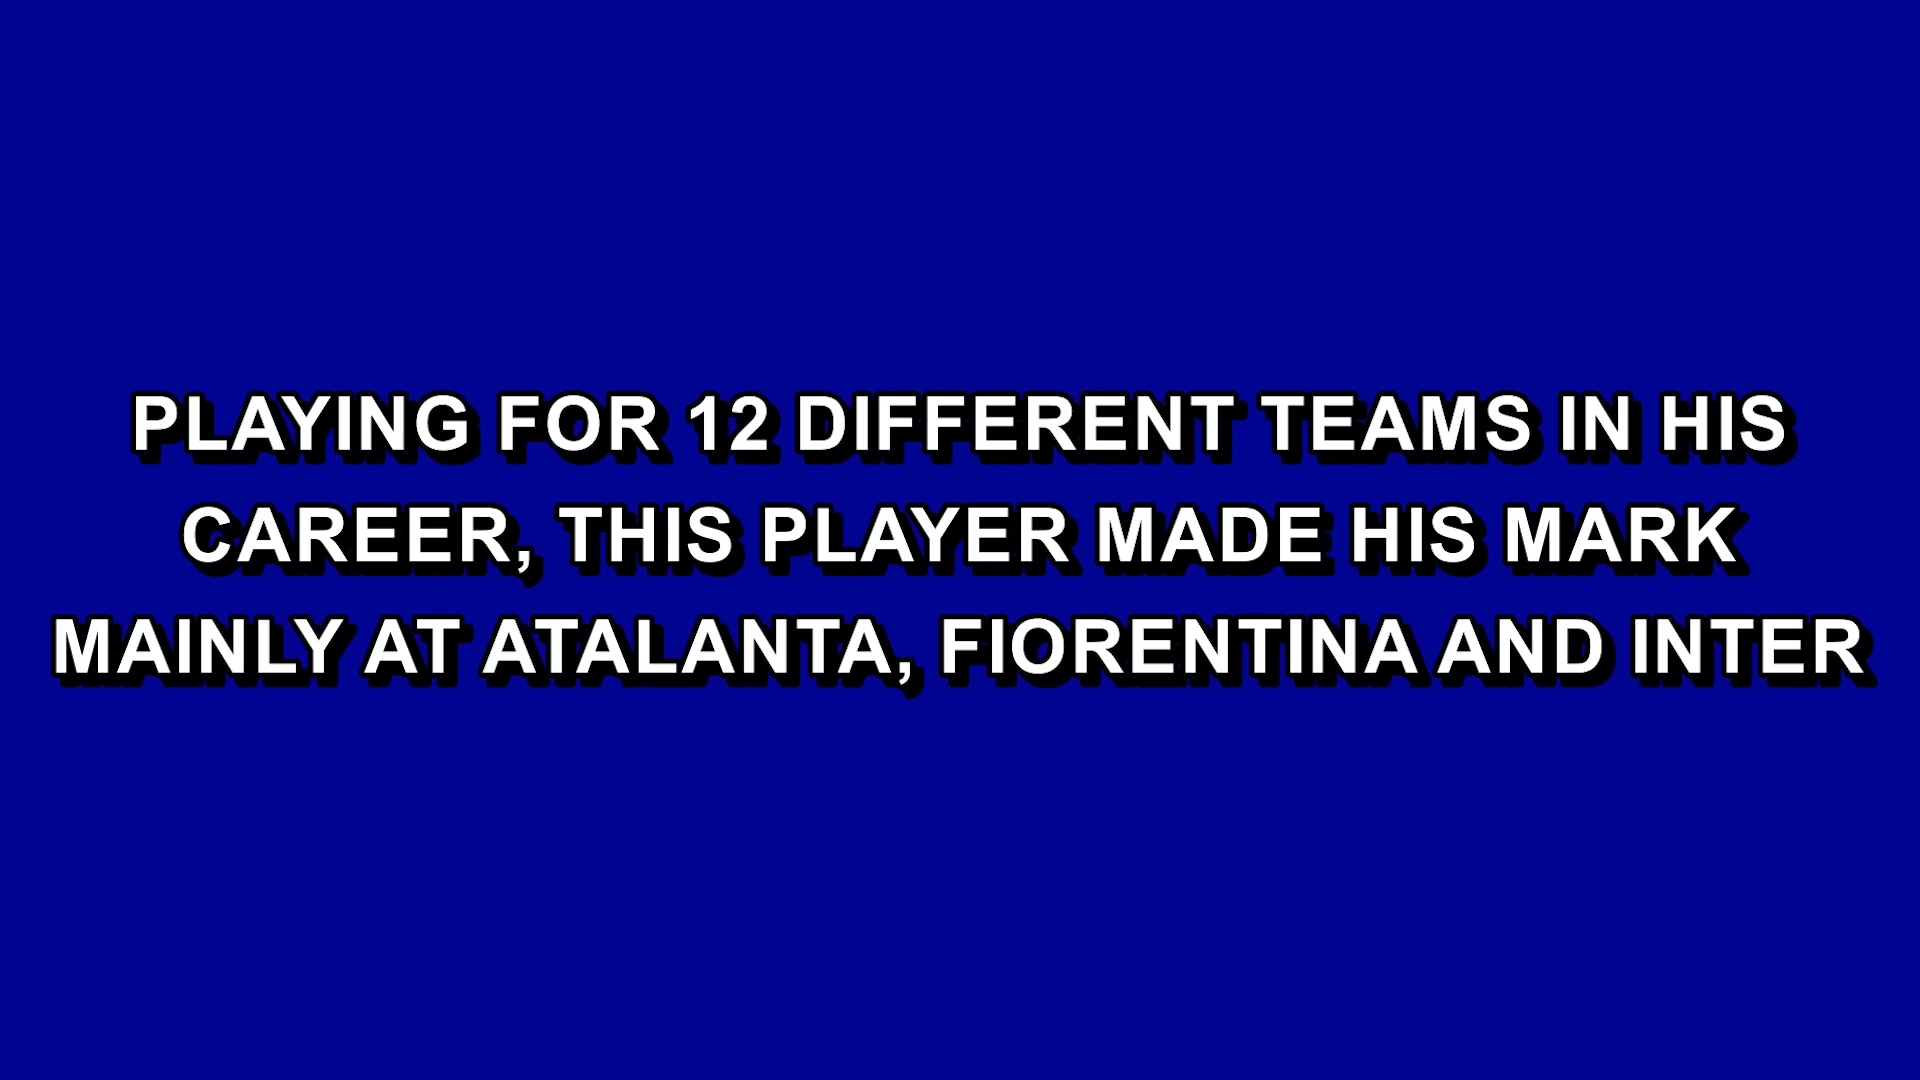 PLAYING FOR 12 DIFFERENT TEAMS IN HIS
CAREER, THIS PLAYER MADE HIS MARK
MAINLY AT ATALANTA, FIORENTINA AND INTER